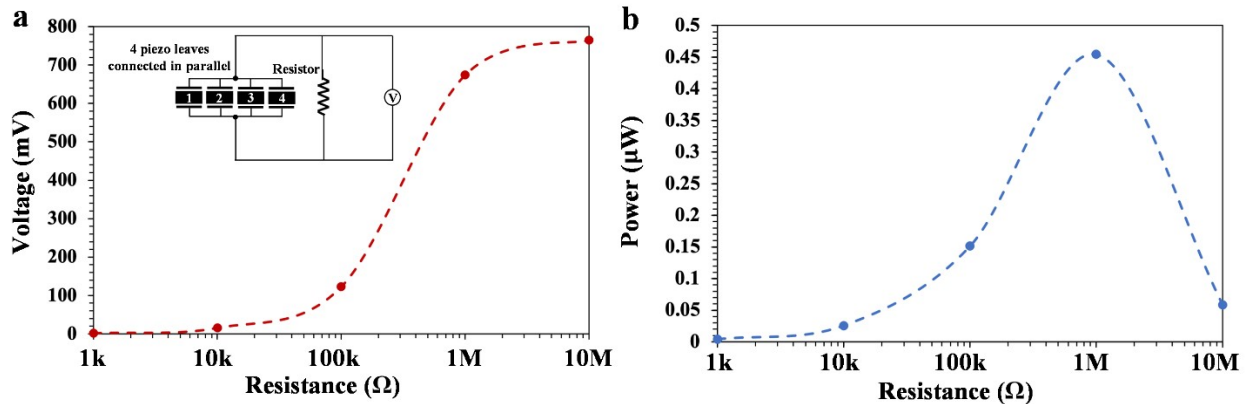 a
800
700
600
500
400
300
200
100
0
Voltage (mV)
4 piezo leaves
connected in parallel
Resistor
1 2 3 4
V
1k 10k 100k 1M 10M
Resistance (Ω)
b
0.5
0.45
0.4
0.35
0.3
0.25
0.2
0.15
0.1
0.05
0
Power (µW)
1k 10k 100k 1M 10M
Resistance (Ω)